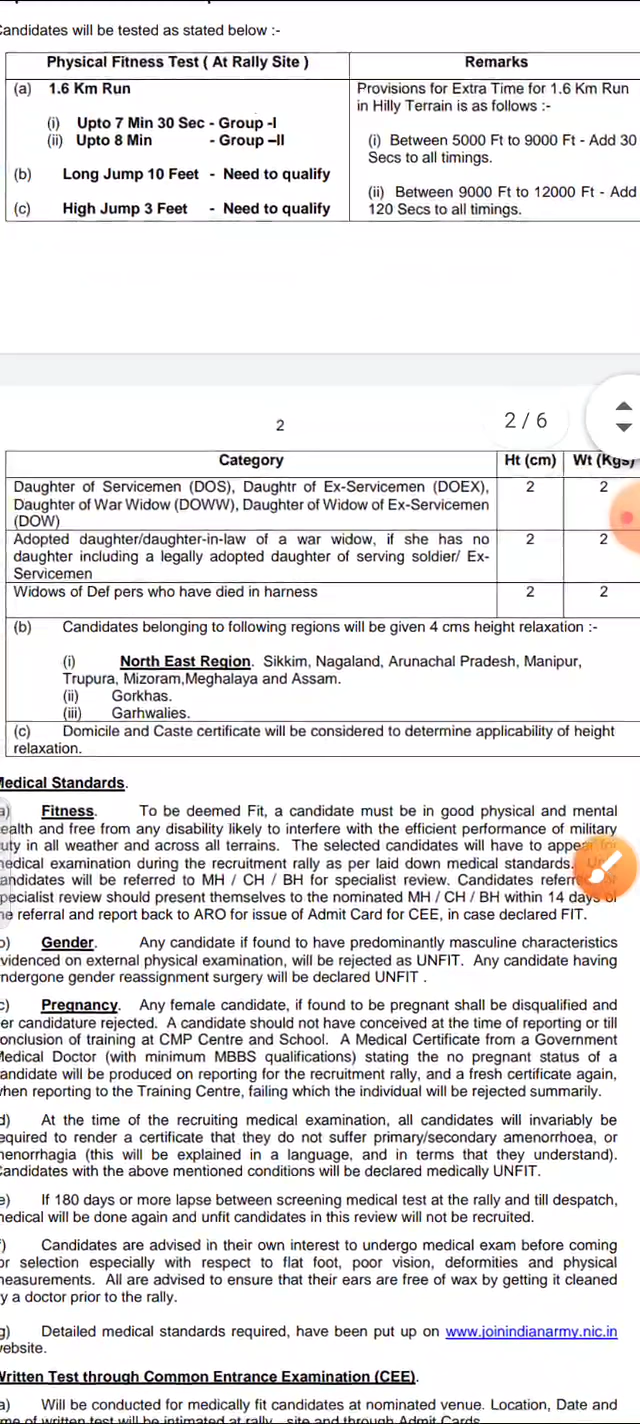 Candidates will be tested as stated below :-
Physical Fitness Test ( At Rally Site ) Remarks
(a) 1.6 Km Run
(i) Upto 7 Min 30 Sec - Group -I
(ii) Upto 8 Min - Group –II
(b) Long Jump 10 Feet - Need to qualify
(c) High Jump 3 Feet - Need to qualify
Provisions for Extra Time for 1.6 Km Run
in Hilly Terrain is as follows :-
(i) Between 5000 Ft to 9000 Ft - Add 30
Secs to all timings.
(ii) Between 9000 Ft to 12000 Ft - Add
120 Secs to all timings.
2
2 / 6
Category Ht (cm) Wt (Kgs)
Daughter of Servicemen (DOS), Daughtr of Ex-Servicemen (DOEX), 2 2
Daughter of War Widow (DOWW), Daughter of Widow of Ex-Servicemen
(DOW)
Adopted daughter/daughter-in-law of a war widow, if she has no 2 2
daughter including a legally adopted daughter of serving soldier/ Ex-
Servicemen
Widows of Def pers who have died in harness 2 2
(b) Candidates belonging to following regions will be given 4 cms height relaxation :-
(i) North East Region. Sikkim, Nagaland, Arunachal Pradesh, Manipur,
Trupura, Mizoram,Meghalaya and Assam.
(ii) Gorkhas.
(iii) Garhwalies.
(c) Domicile and Caste certificate will be considered to determine applicability of height
relaxation.
Medical Standards.
a) Fitness. To be deemed Fit, a candidate must be in good physical and mental
ealth and free from any disability likely to interfere with the efficient performance of military
uty in all weather and across all terrains. The selected candidates will have to appear for
medical examination during the recruitment rally as per laid down medical standards.
andidates will be referred to MH / CH / BH for specialist review. Candidates referred
pecialist review should present themselves to the nominated MH / CH / BH within 14 days of
he referral and report back to ARO for issue of Admit Card for CEE, in case declared FIT.
b) Gender. Any candidate if found to have predominantly masculine characteristics
videnced on external physical examination, will be rejected as UNFIT. Any candidate having
ndergone gender reassignment surgery will be declared UNFIT .
c) Pregnancy. Any female candidate, if found to be pregnant shall be disqualified and
er candidature rejected. A candidate should not have conceived at the time of reporting or till
onclusion of training at CMP Centre and School. A Medical Certificate from a Government
Medical Doctor (with minimum MBBS qualifications) stating the no pregnant status of a
andidate will be produced on reporting for the recruitment rally, and a fresh certificate again,
when reporting to the Training Centre, failing which the individual will be rejected summarily.
d) At the time of the recruiting medical examination, all candidates will invariably be
equired to render a certificate that they do not suffer primary/secondary amenorrhoea, or
menorrhagia (this will be explained in a language, and in terms that they understand).
Candidates with the above mentioned conditions will be declared medically UNFIT.
e) If 180 days or more lapse between screening medical test at the rally and till despatch,
medical will be done again and unfit candidates in this review will not be recruited.
f) Candidates are advised in their own interest to undergo medical exam before coming
or selection especially with respect to flat foot, poor vision, deformities and physical
measurements. All are advised to ensure that their ears are free of wax by getting it cleaned
y a doctor prior to the rally.
g) Detailed medical standards required, have been put up on www.joinindianarmy.nic.in
website.
Written Test through Common Entrance Examination (CEE).
a) Will be conducted for medically fit candidates at nominated venue. Location, Date and
me of written test will be intimated at rally site and through Admit Cards